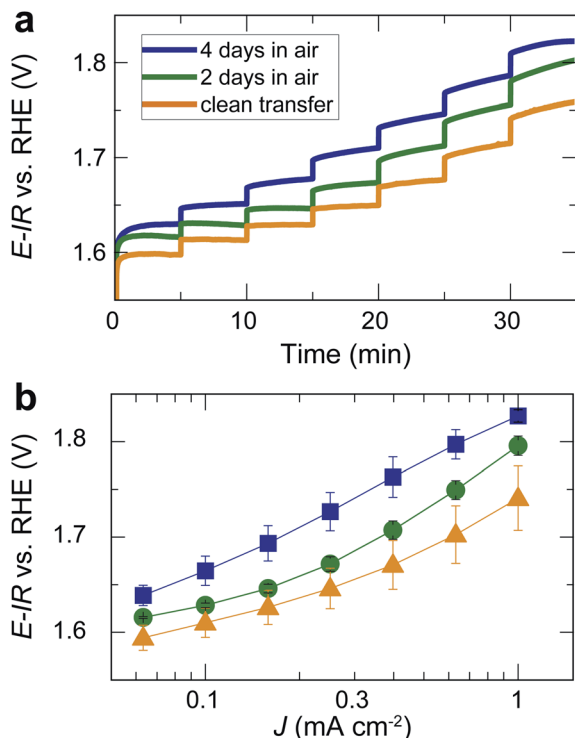 a
4 days in air
2 days in air
clean transfer
E-IR vs. RHE (V)
1.8
1.7
1.6
0 10 20 30
Time (min)
b
E-IR vs. RHE (V)
1.8
1.7
1.6
0.1 0.3 1
J (mA cm⁻²)